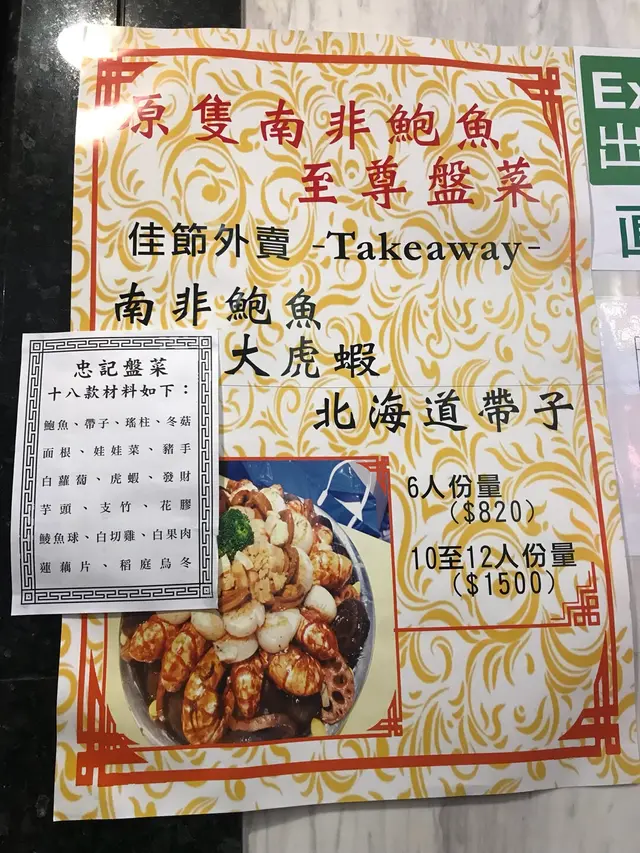 原隻南非鮑魚
至尊盤菜
佳節外賣 -Takeaway-
南非鮑魚
大虎蝦
北海道帶子
6人份量
($820)
10至12人份量
($1500)
忠記盤菜
十八款材料如下：
鮑魚、帶子、瑤柱、冬菇
面根、娃娃菜、豬手
白蘿蔔、虎蝦、發財
芋頭、支竹、花膠
鯪魚球、白切雞、白果肉
蓮藕片、稻庭烏冬
Ex
出